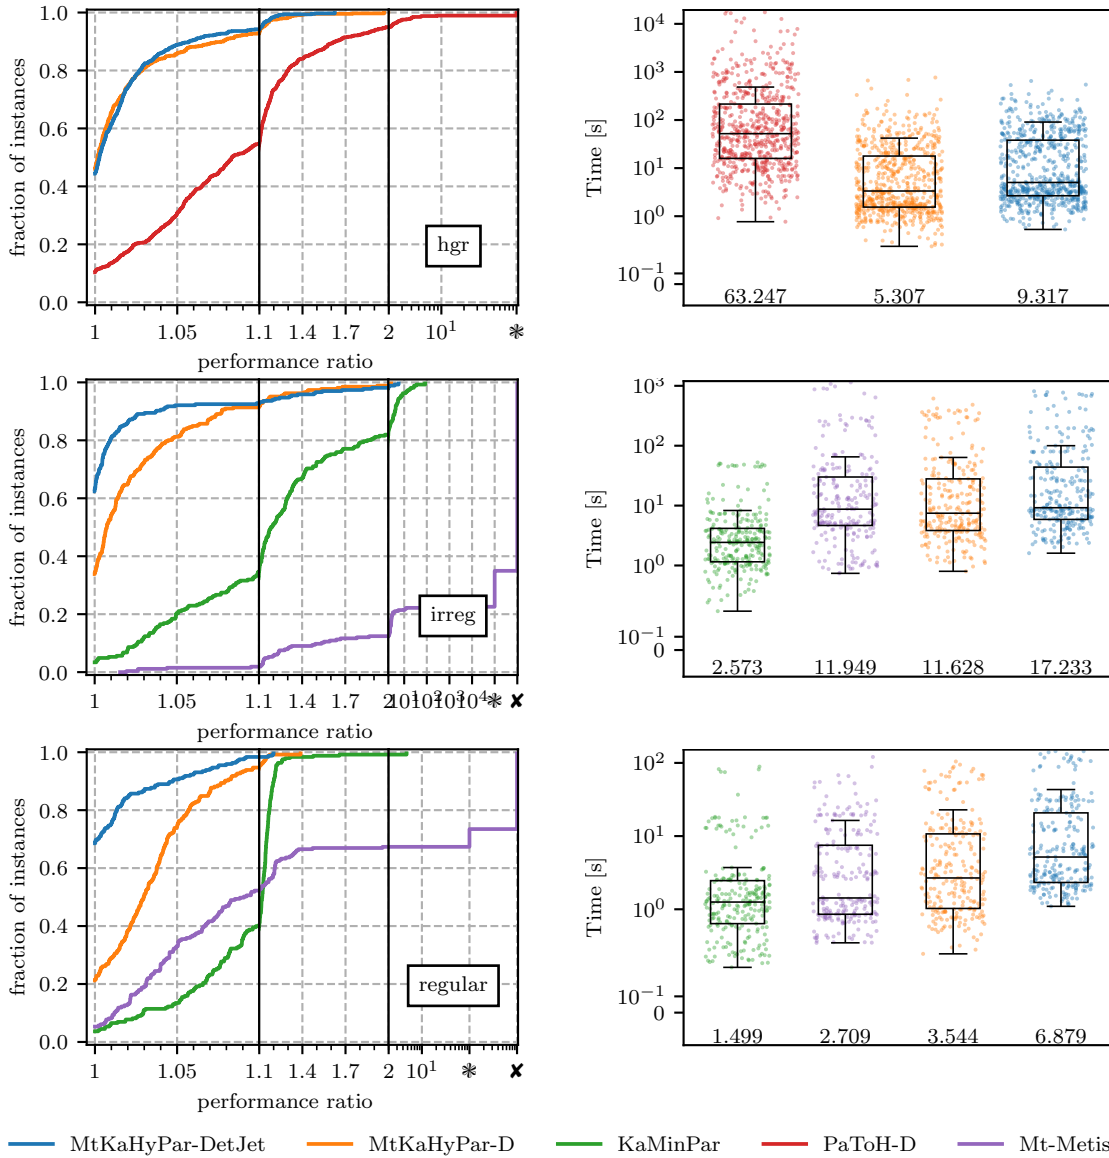 1.0
0.8
0.6
0.4
0.2
0.0
fraction of instances
hgr
1 1.05 1.1 1.4 1.7 2 10¹ ✻
performance ratio
10⁴
10³
10²
10¹
10⁰
10⁻¹
0
Time [s]
63.247 5.307 9.317
1.0
0.8
0.6
0.4
0.2
0.0
fraction of instances
irreg
1 1.05 1.1 1.4 1.7 2 10¹ 10² 10³ 10⁴ ✻ ✘
performance ratio
10³
10²
10¹
10⁰
10⁻¹
0
Time [s]
2.573 11.949 11.628 17.233
1.0
0.8
0.6
0.4
0.2
0.0
fraction of instances
regular
1 1.05 1.1 1.4 1.7 2 10¹ ✻ ✘
performance ratio
10²
10¹
10⁰
10⁻¹
0
Time [s]
1.499 2.709 3.544 6.879
MtKaHyPar-DetJet MtKaHyPar-D KaMinPar PaToH-D Mt-Metis